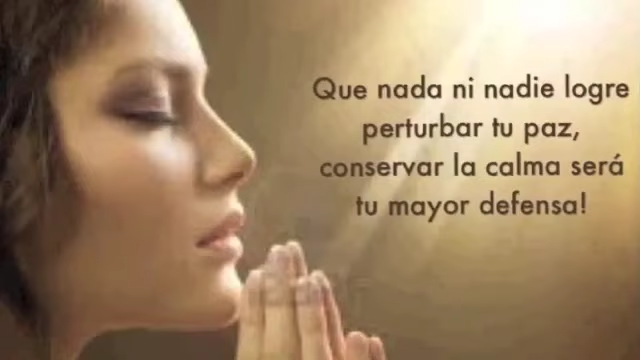 Que nada ni nadie logre
perturbar tu paz,
conservar la calma será
tu mayor defensa!